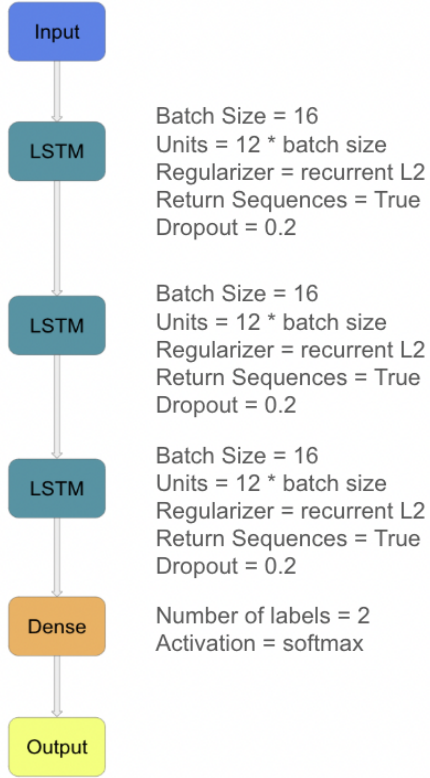 Input
LSTM
Batch Size = 16
Units = 12 * batch size
Regularizer = recurrent L2
Return Sequences = True
Dropout = 0.2
LSTM
Batch Size = 16
Units = 12 * batch size
Regularizer = recurrent L2
Return Sequences = True
Dropout = 0.2
LSTM
Batch Size = 16
Units = 12 * batch size
Regularizer = recurrent L2
Return Sequences = True
Dropout = 0.2
Dense
Number of labels = 2
Activation = softmax
Output